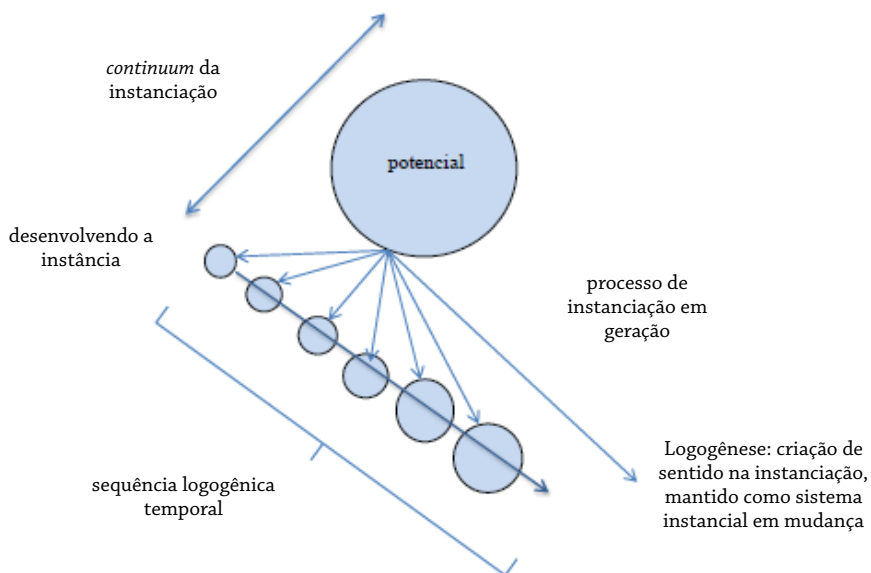 continuum da
instanciação
potencial
desenvolvendo a
instância
processo de
instanciação em
geração
sequência logogênica
temporal
Logogênese: criação de
sentido na instanciação,
mantido como sistema
instancial em mudança